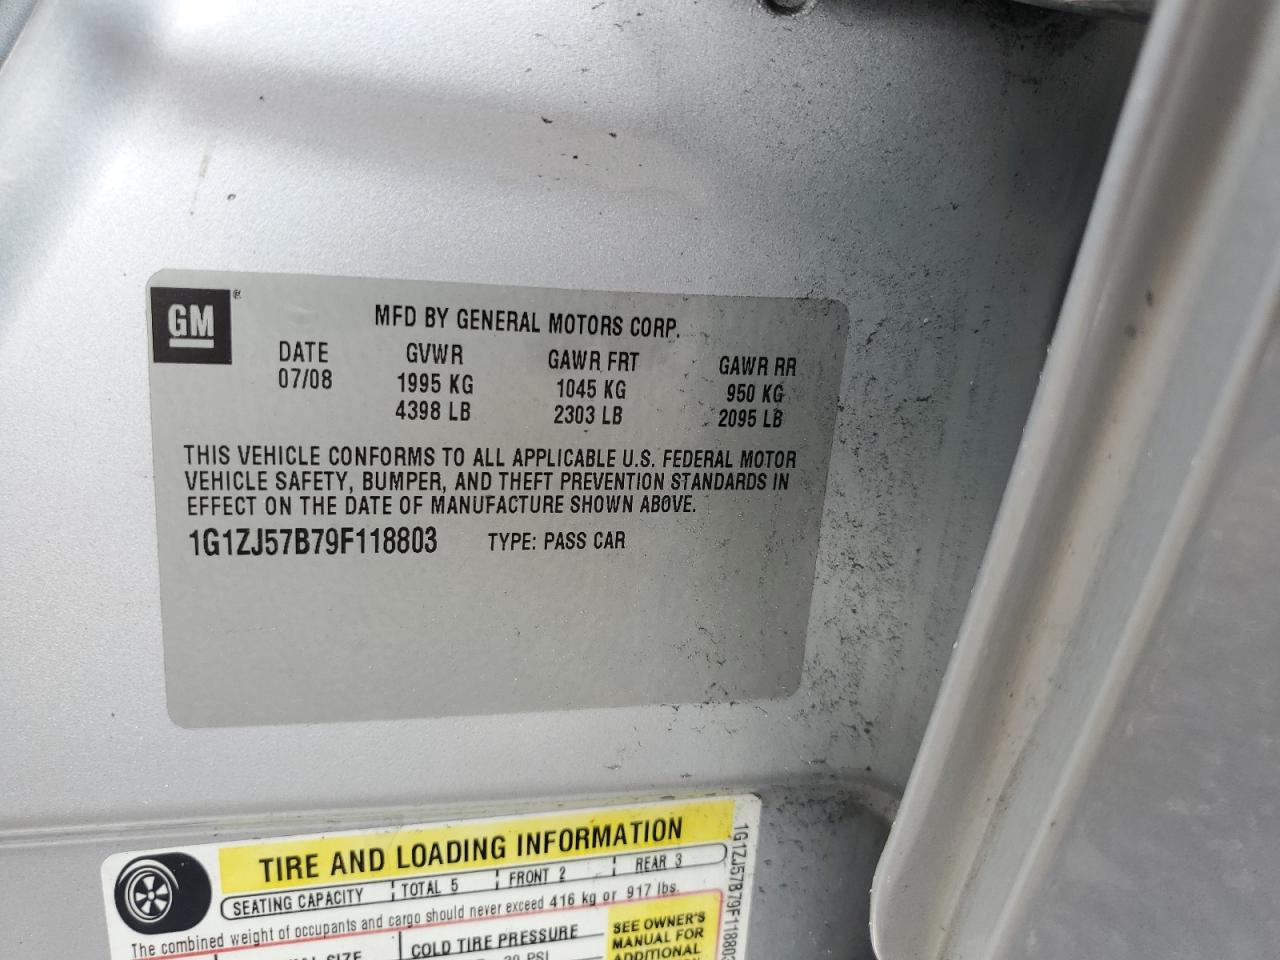 GM®
MFD BY GENERAL MOTORS CORP.
DATE GVWR GAWR FRT GAWR RR
07/08 1995 KG 1045 KG 950 KG
4398 LB 2303 LB 2095 LB
THIS VEHICLE CONFORMS TO ALL APPLICABLE U.S. FEDERAL MOTOR
VEHICLE SAFETY, BUMPER, AND THEFT PREVENTION STANDARDS IN
EFFECT ON THE DATE OF MANUFACTURE SHOWN ABOVE.
1G1ZJ57B79F118803 TYPE: PASS CAR
TIRE AND LOADING INFORMATION
SEATING CAPACITY TOTAL 5 FRONT 2 REAR 3
The combined weight of occupants and cargo should never exceed 416 kg or 917 lbs.
SIZE COLD TIRE PRESSURE
PSI
SEE OWNER'S
MANUAL FOR
ADDITIONAL
1G1ZJ57B79F118803